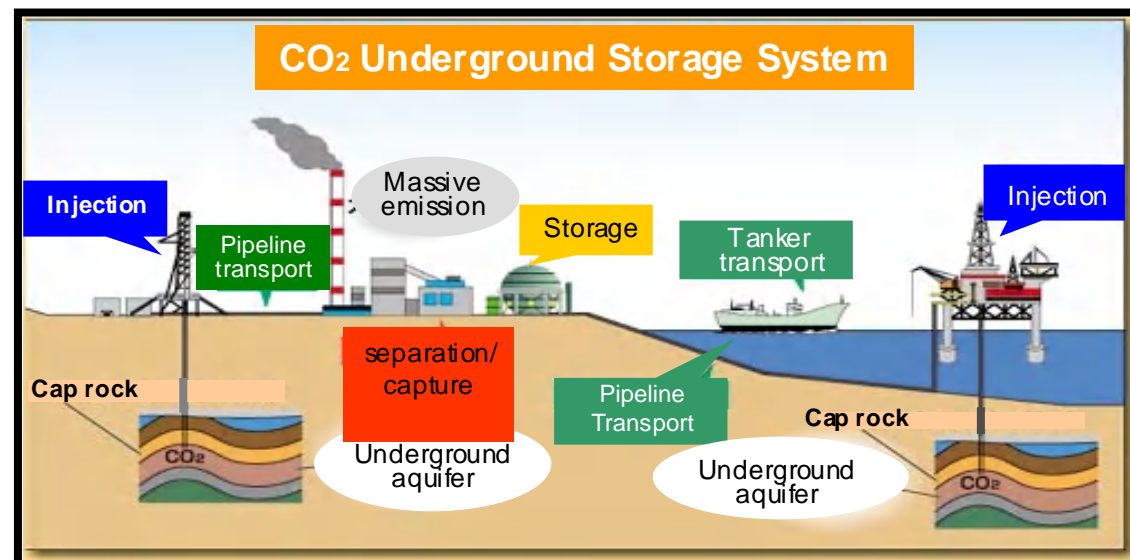 CO2 Underground Storage System
Injection
Pipeline
transport
Massive
emission
Storage
Tanker
transport
Injection
separation/
capture
Cap rock
CO2
Underground
aquifer
Pipeline
Transport
Cap rock
Underground
aquifer
CO2